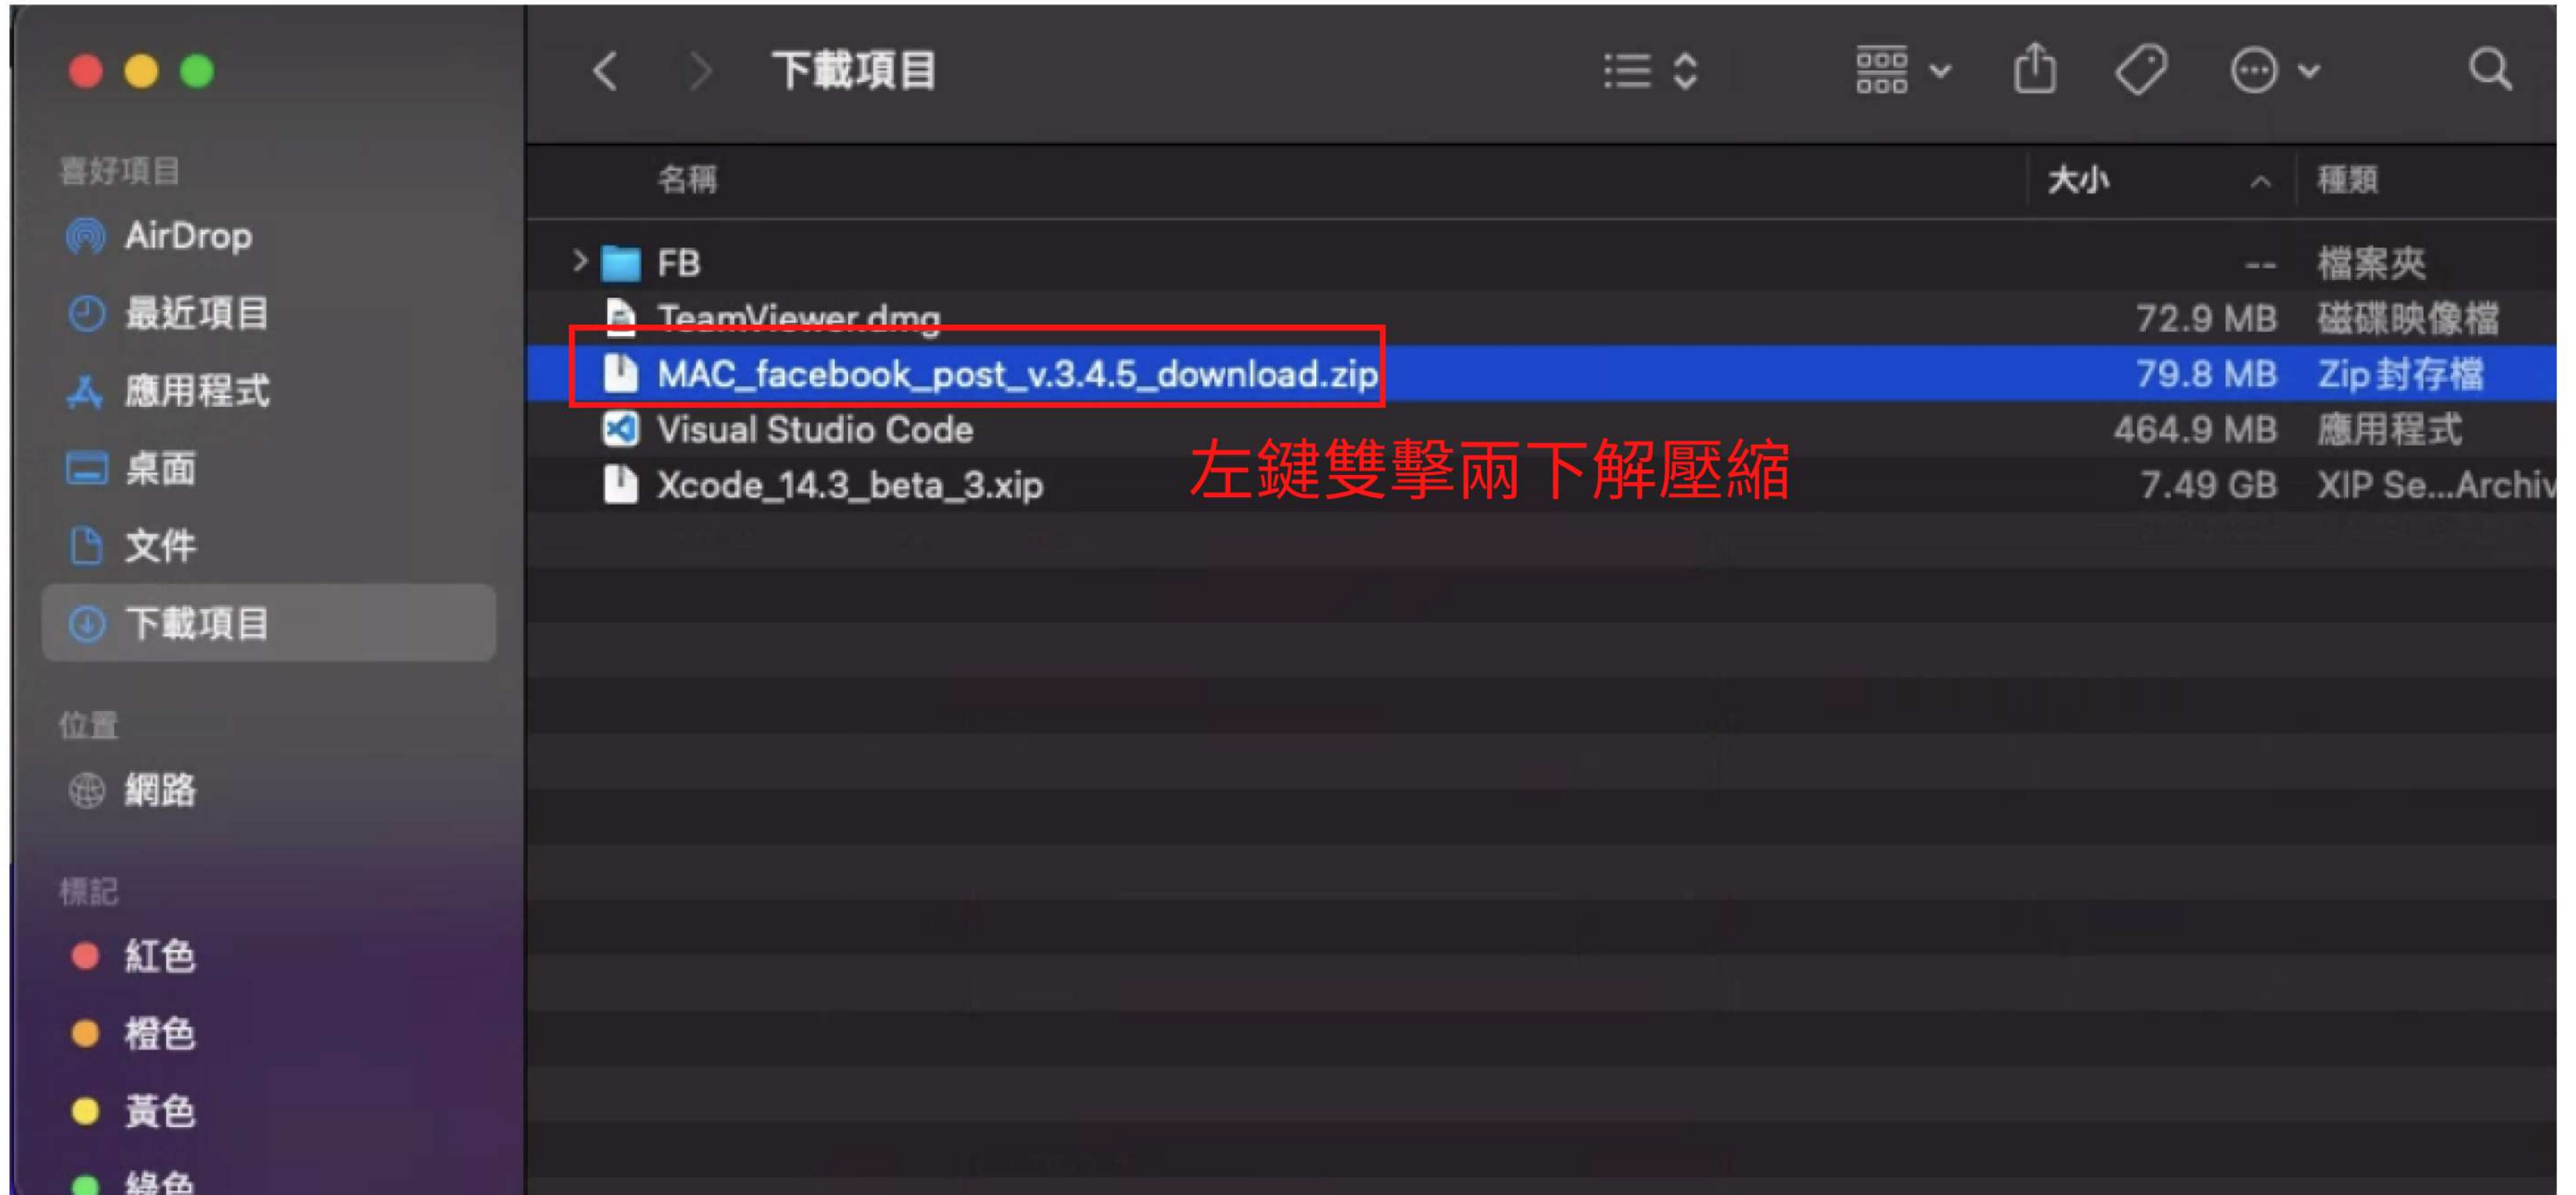 下載項目
喜好項目
AirDrop
最近項目
應用程式
桌面
文件
下載項目
位置
網路
標記
紅色
橙色
黃色
綠色
名稱 大小 種類
FB -- 檔案夾
TeamViewer.dmg 72.9 MB 磁碟映像檔
MAC_facebook_post_v.3.4.5_download.zip 79.8 MB Zip封存檔
Visual Studio Code 464.9 MB 應用程式
左鍵雙擊兩下解壓縮
Xcode_14.3_beta_3.xip 7.49 GB XIP Se...Archiv